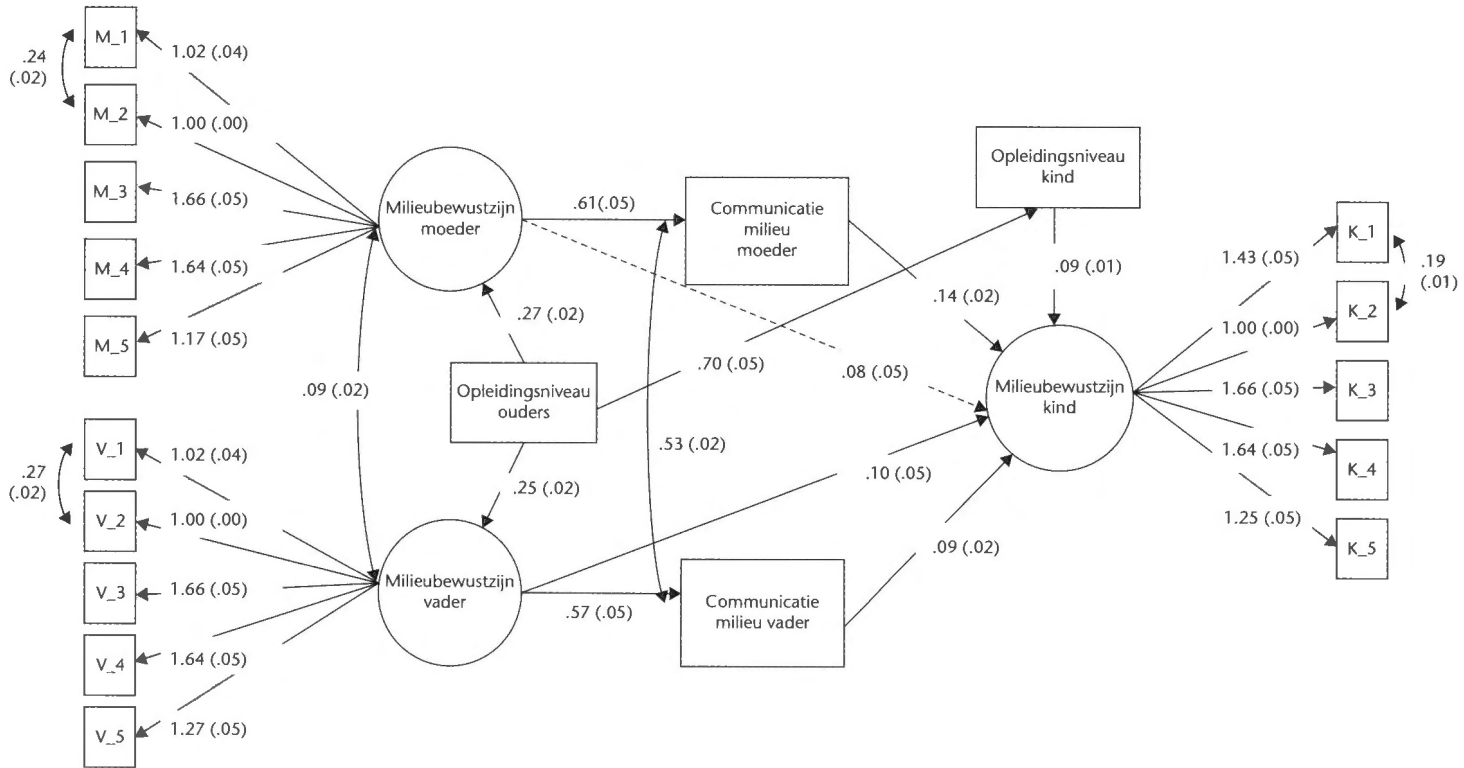 M_1
1.02 (.04)
.24
(.02)
M_2
1.00 (.00)
M_3
1.66 (.05)
M_4
1.64 (.05)
M_5
1.17 (.05)
Milieubewustzijn
moeder
.61(.05)
Communicatie
milieu
moeder
Opleidingsniveau
kind
.09 (.01)
.14 (.02)
.27 (.02)
.70 (.05)
.08 (.05)
.09 (.02)
Opleidingsniveau
ouders
.53 (.02)
.25 (.02)
.10 (.05)
Milieubewustzijn
kind
K_1
1.43 (.05)
.19
(.01)
K_2
1.00 (.00)
K_3
1.66 (.05)
K_4
1.64 (.05)
K_5
1.25 (.05)
V_1
1.02 (.04)
.27
(.02)
V_2
1.00 (.00)
V_3
1.66 (.05)
V_4
1.64 (.05)
V_5
1.27 (.05)
Milieubewustzijn
vader
.57 (.05)
Communicatie
milieu vader
.09 (.02)